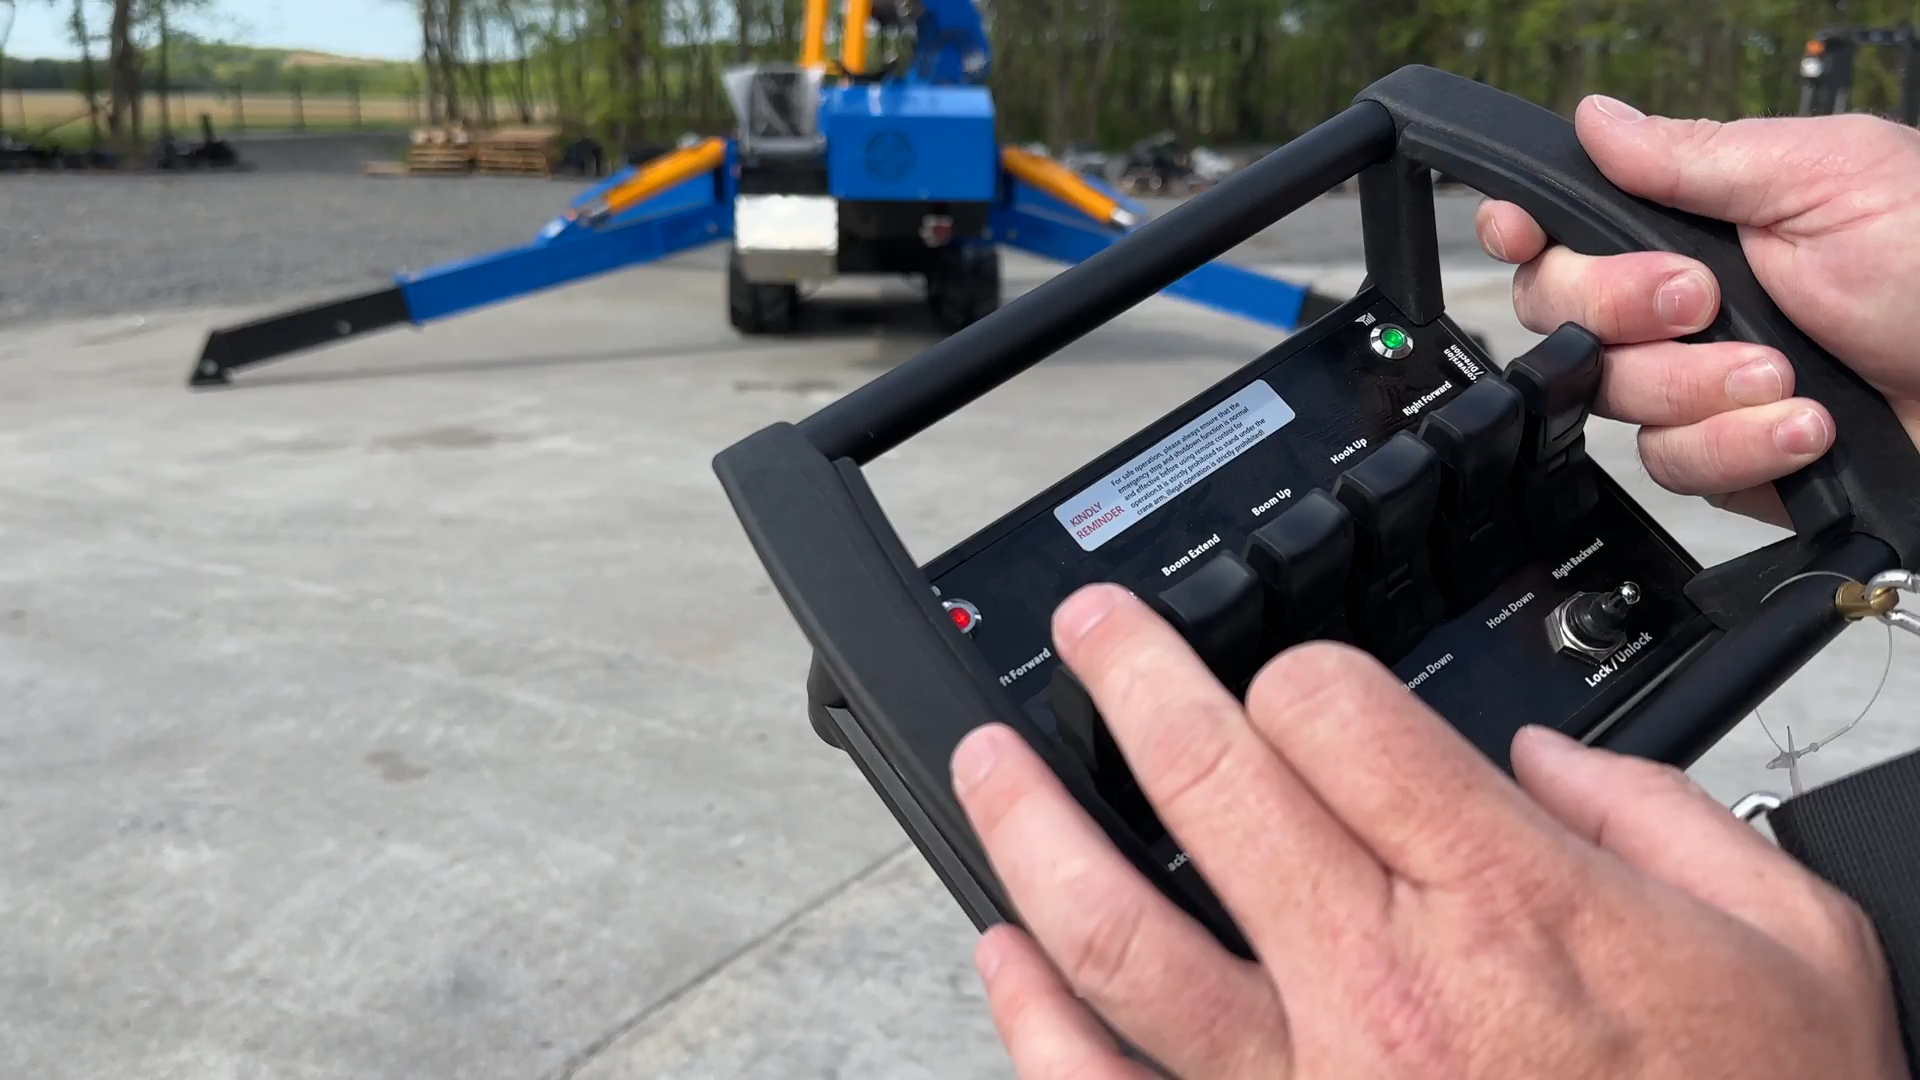 conversion
/ Direction
Right Forward
Hook Up
Boom Up
Boom Extend
ft Forward
KINDLY
REMINDER
For safe operation, please always ensure that the
emergency stop and shutdown function is normal
and effective before using remote control for
operation.It is strictly prohibited to stand under the
crane arm, illegal operation is strictly prohibited!
Right Backward
Hook Down
Boom Down
Lock / Unlock